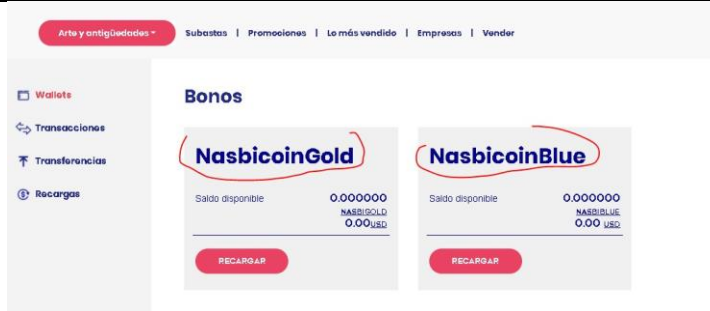 Arte y antigüedades Subastas | Promociones | Lo más vendido | Empresas | Vender
Wallets
Transacciones
Transferencias
Recargas
Bonos
NasbicoinGold
Saldo disponible 0.000000
NASBIGOLD
0.00USD
RECARGAR
NasbicoinBlue
Saldo disponible 0.000000
NASBIBLUE
0.00 USD
RECARGAR